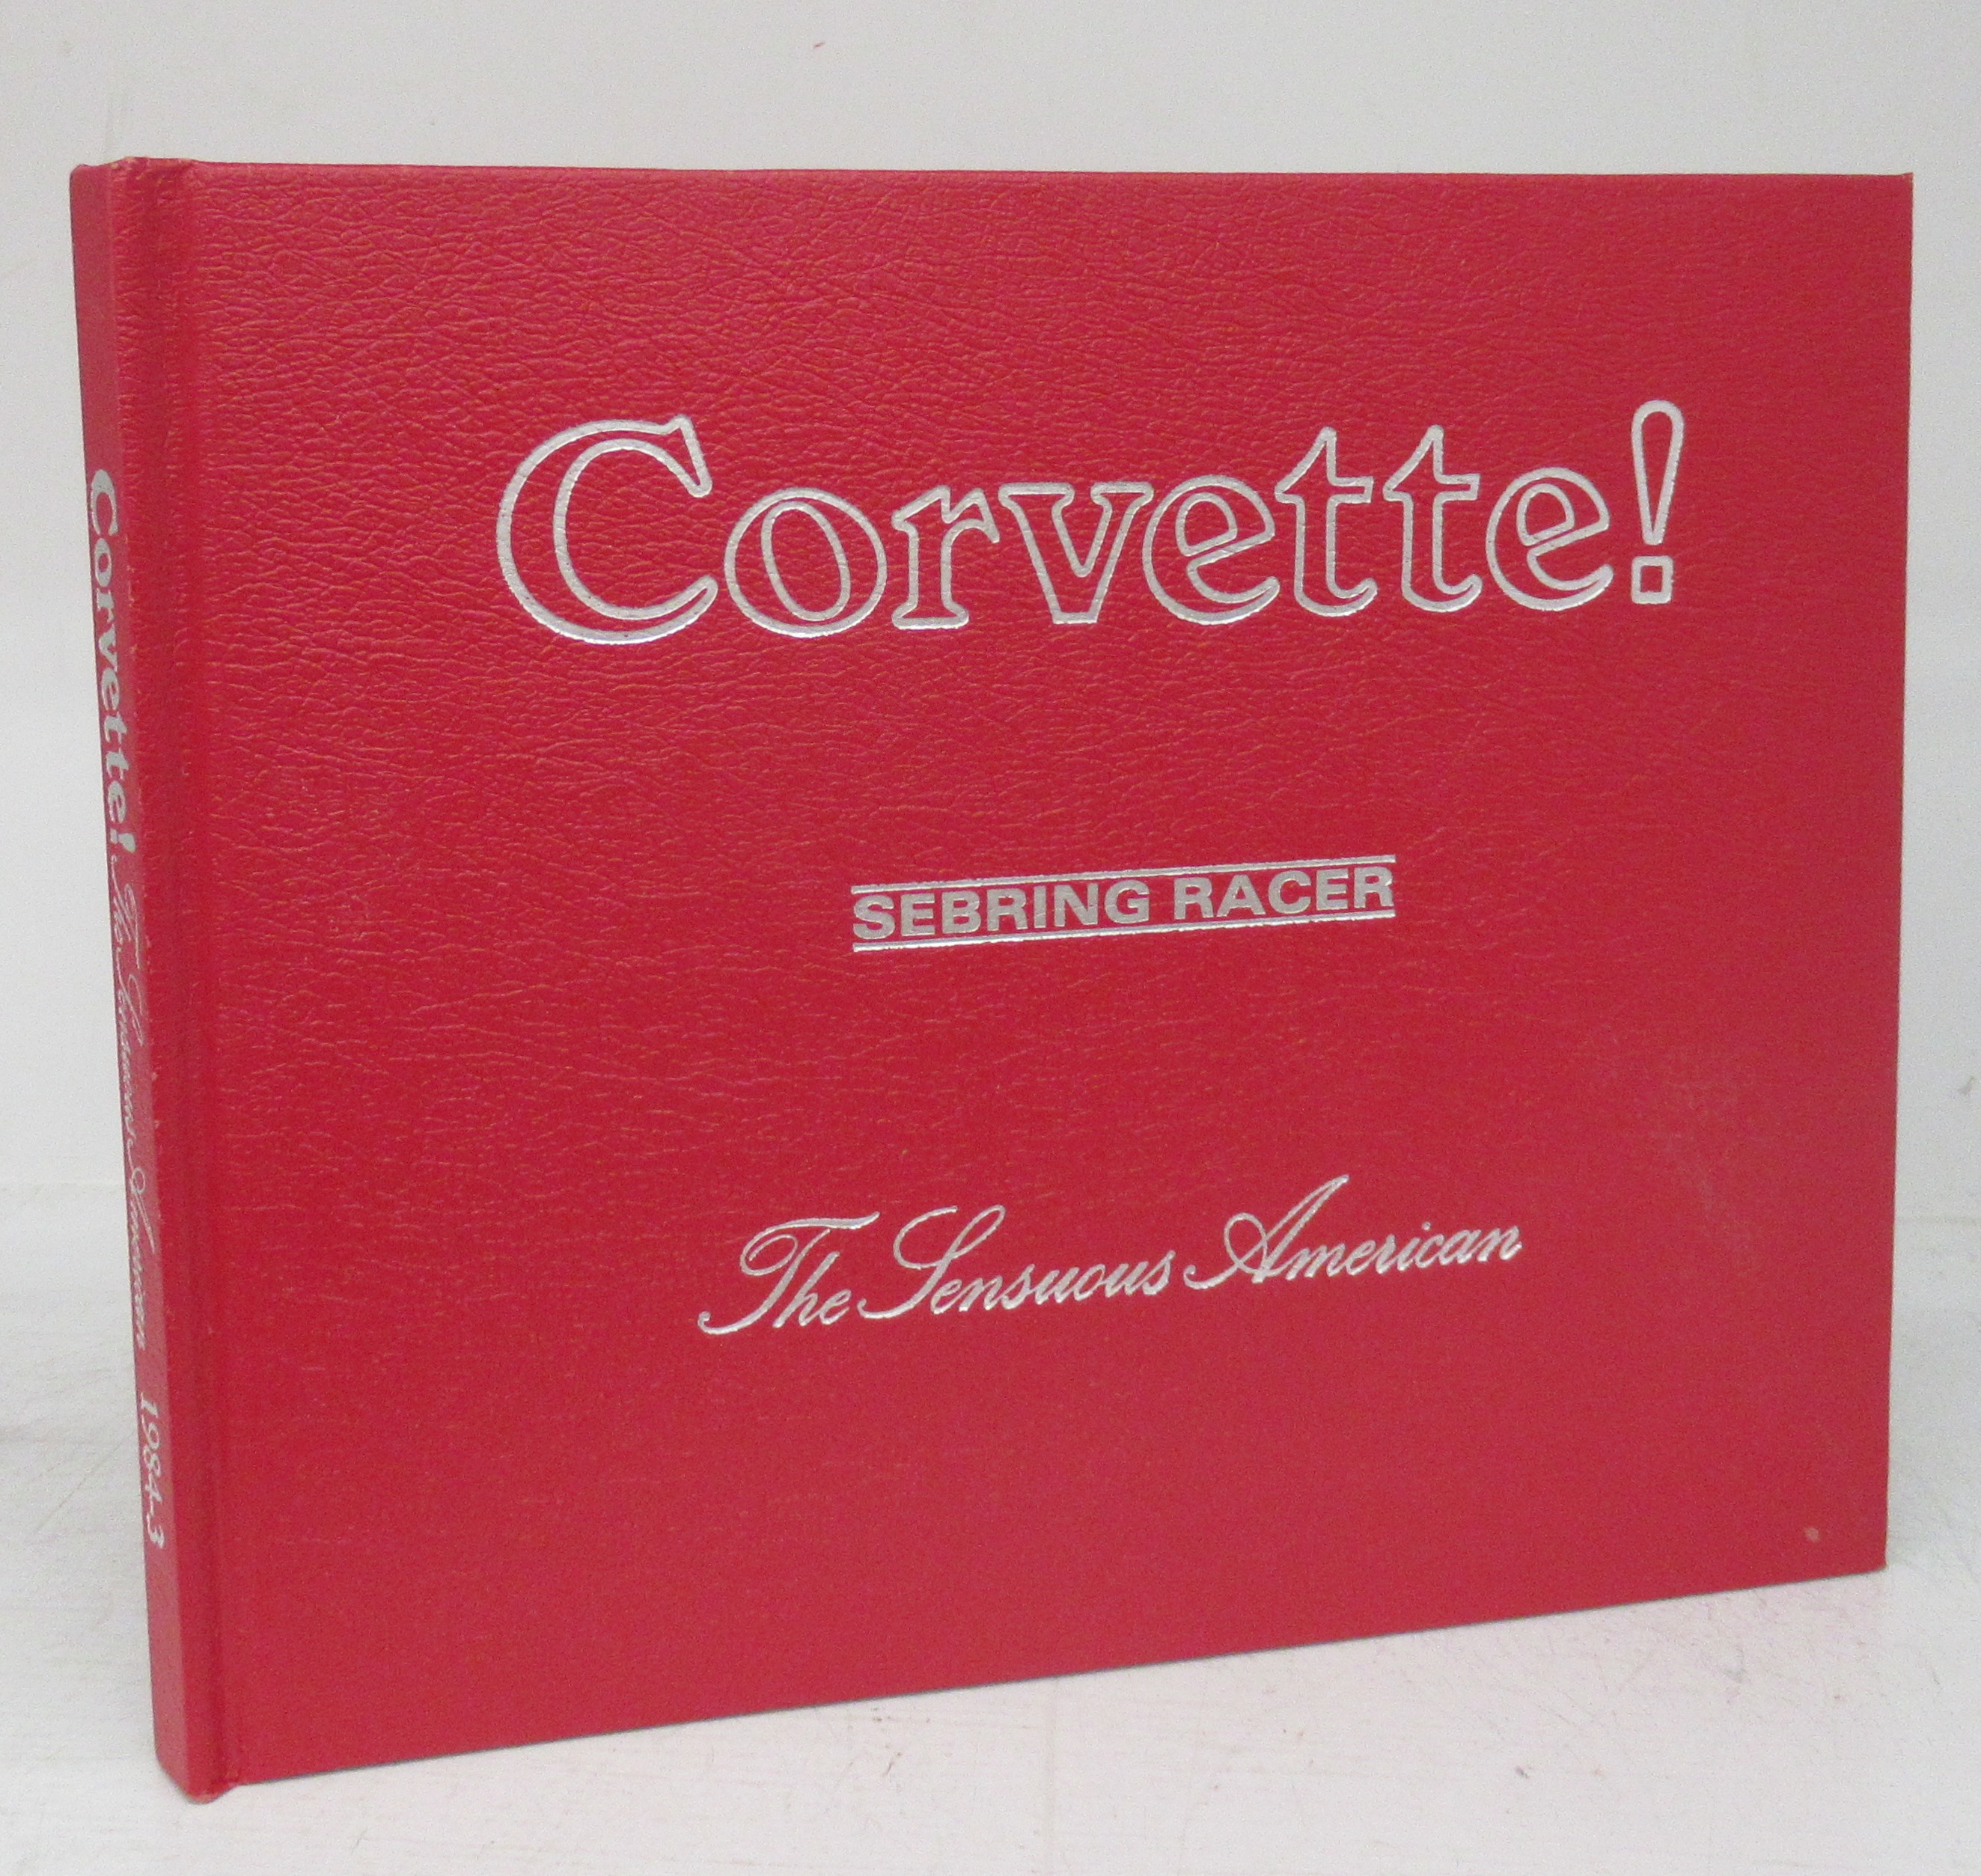 Corvette!
SEBRING RACER
The Sensuous American
Corvette! The Sensuous American 1984-3